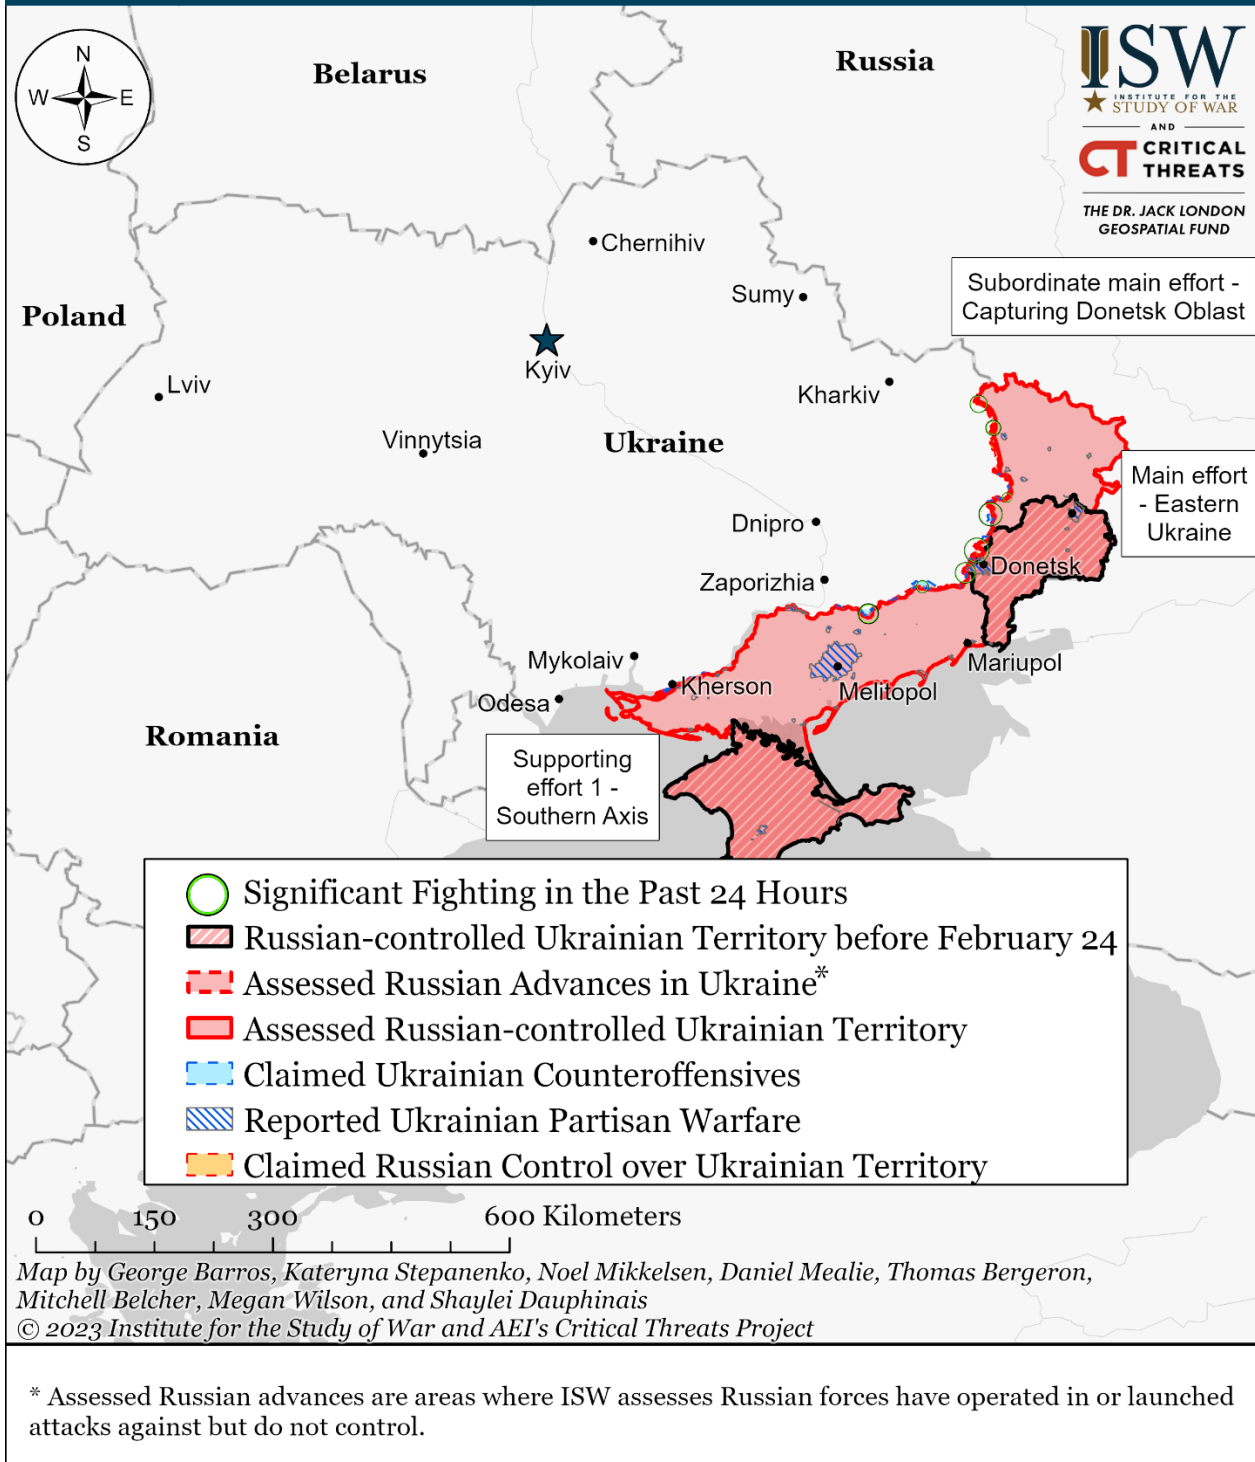 N
W
E
S
Belarus
Russia
ISW
INSTITUTE FOR THE
STUDY OF WAR
AND
CT CRITICAL
THREATS
THE DR. JACK LONDON
GEOSPATIAL FUND
Chernihiv
Subordinate main effort -
Capturing Donetsk Oblast
Sumy
Poland
Kyiv
Lviv
Kharkiv
Vinnytsia
Ukraine
Main effort
- Eastern
Ukraine
Dnipro
Donetsk
Zaporizhia
Mykolaiv
Mariupol
Kherson
Melitopol
Odesa
Romania
Supporting
effort 1 -
Southern Axis
Significant Fighting in the Past 24 Hours
Russian-controlled Ukrainian Territory before February 24
Assessed Russian Advances in Ukraine*
Assessed Russian-controlled Ukrainian Territory
Claimed Ukrainian Counteroffensives
Reported Ukrainian Partisan Warfare
Claimed Russian Control over Ukrainian Territory
0 150 300 600 Kilometers
Map by George Barros, Kateryna Stepanenko, Noel Mikkelsen, Daniel Mealie, Thomas Bergeron,
Mitchell Belcher, Megan Wilson, and Shaylei Dauphinais
© 2023 Institute for the Study of War and AEI's Critical Threats Project
* Assessed Russian advances are areas where ISW assesses Russian forces have operated in or launched
attacks against but do not control.